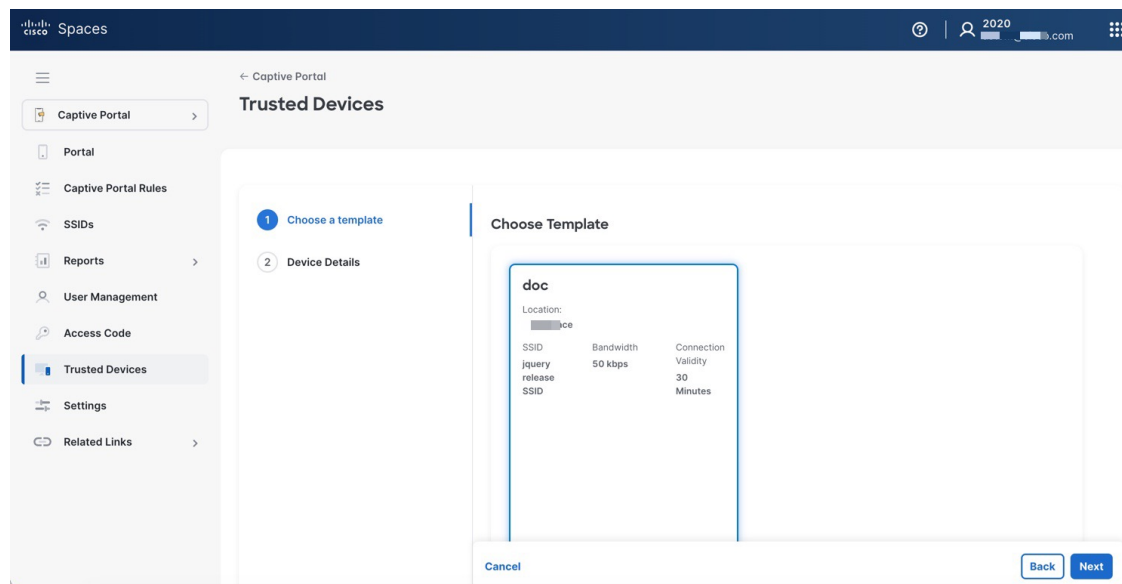 CISCO Spaces
2020
.com
← Captive Portal
Trusted Devices
Captive Portal
Portal
Captive Portal Rules
SSIDs
Reports
User Management
Access Code
Trusted Devices
Settings
Related Links
1 Choose a template
2 Device Details
Choose Template
doc
Location:
SSID Bandwidth Connection
Validity
jquery 50 kbps
release 30
SSID Minutes
Cancel Back Next